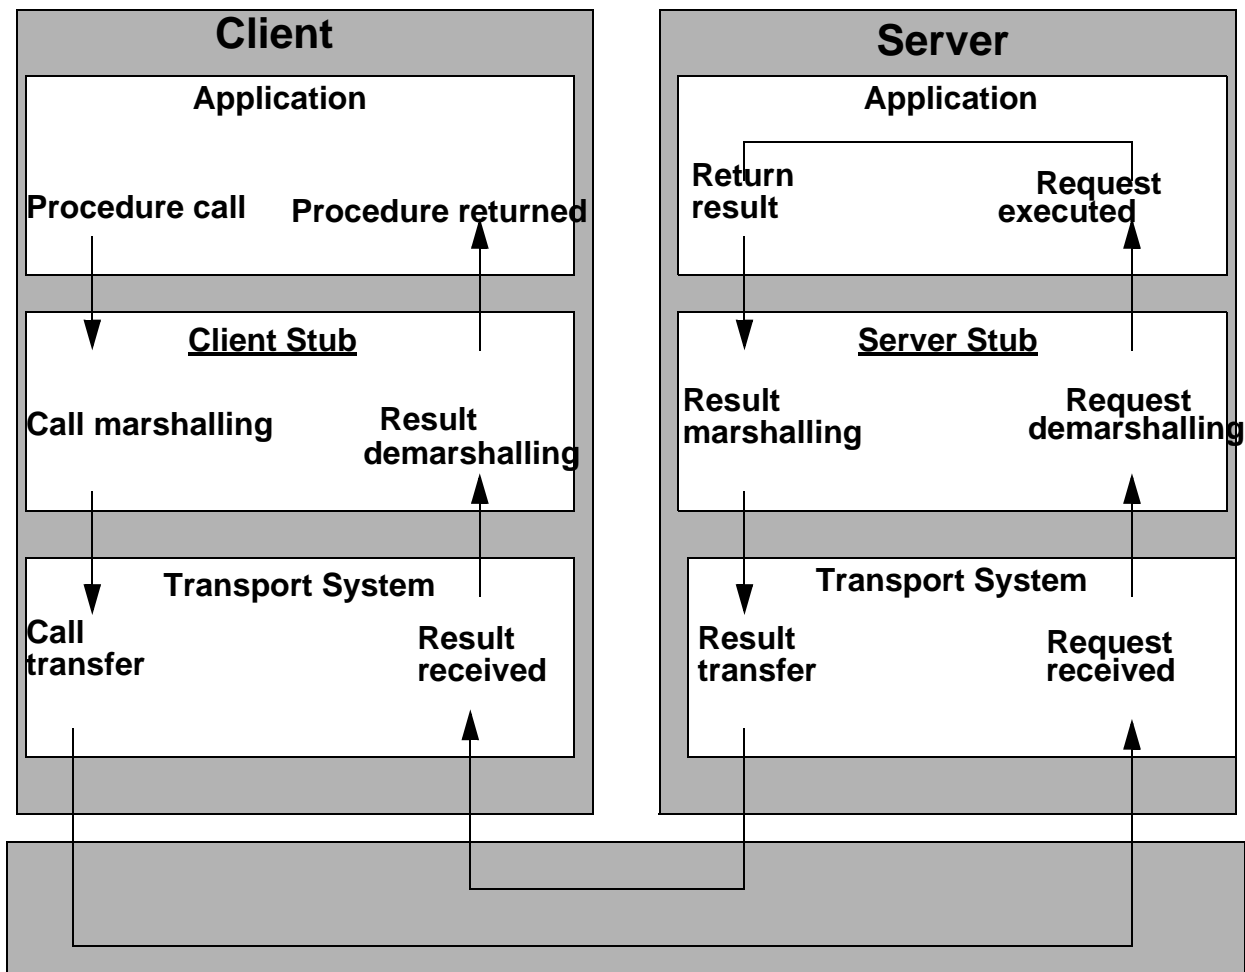 Client
Application
Procedure call
Procedure returned
Client Stub
Call marshalling
Result
demarshalling
Transport System
Call
transfer
Result
received
Server
Application
Return
result
Request
executed
Server Stub
Result
marshalling
Request
demarshalling
Transport System
Result
transfer
Request
received